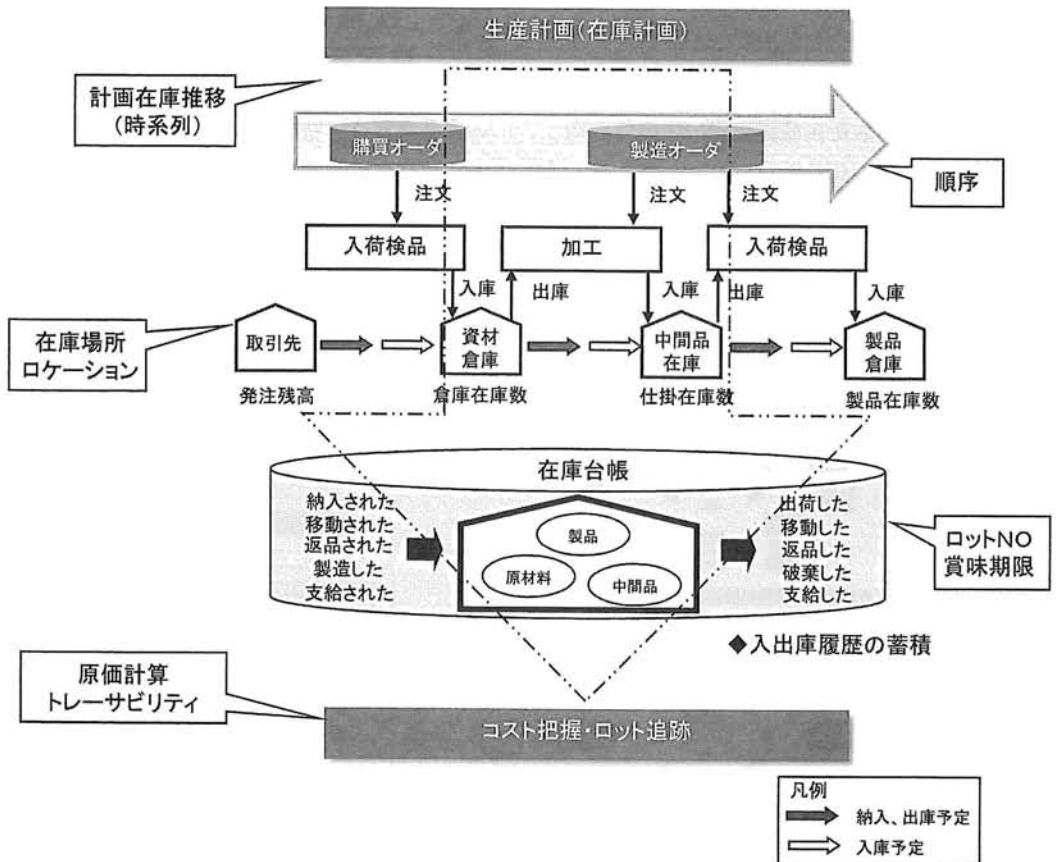 生産計画(在庫計画)
計画在庫推移
(時系列)
購買オーダ
製造オーダ
順序
注文
注文
注文
入荷検品
加工
入荷検品
入庫
出庫
入庫
出庫
入庫
在庫場所
ロケーション
取引先
資材
倉庫
中間品
在庫
製品
倉庫
発注残高
倉庫在庫数
仕掛在庫数
製品在庫数
在庫台帳
納入された
移動された
返品された
製造した
支給された
製品
原材料
中間品
出荷した
移動した
返品した
破棄した
支給した
ロットNO
賞味期限
◆入出庫履歴の蓄積
原価計算
トレーサビリティ
コスト把握・ロット追跡
凡例
納入、出庫予定
入庫予定